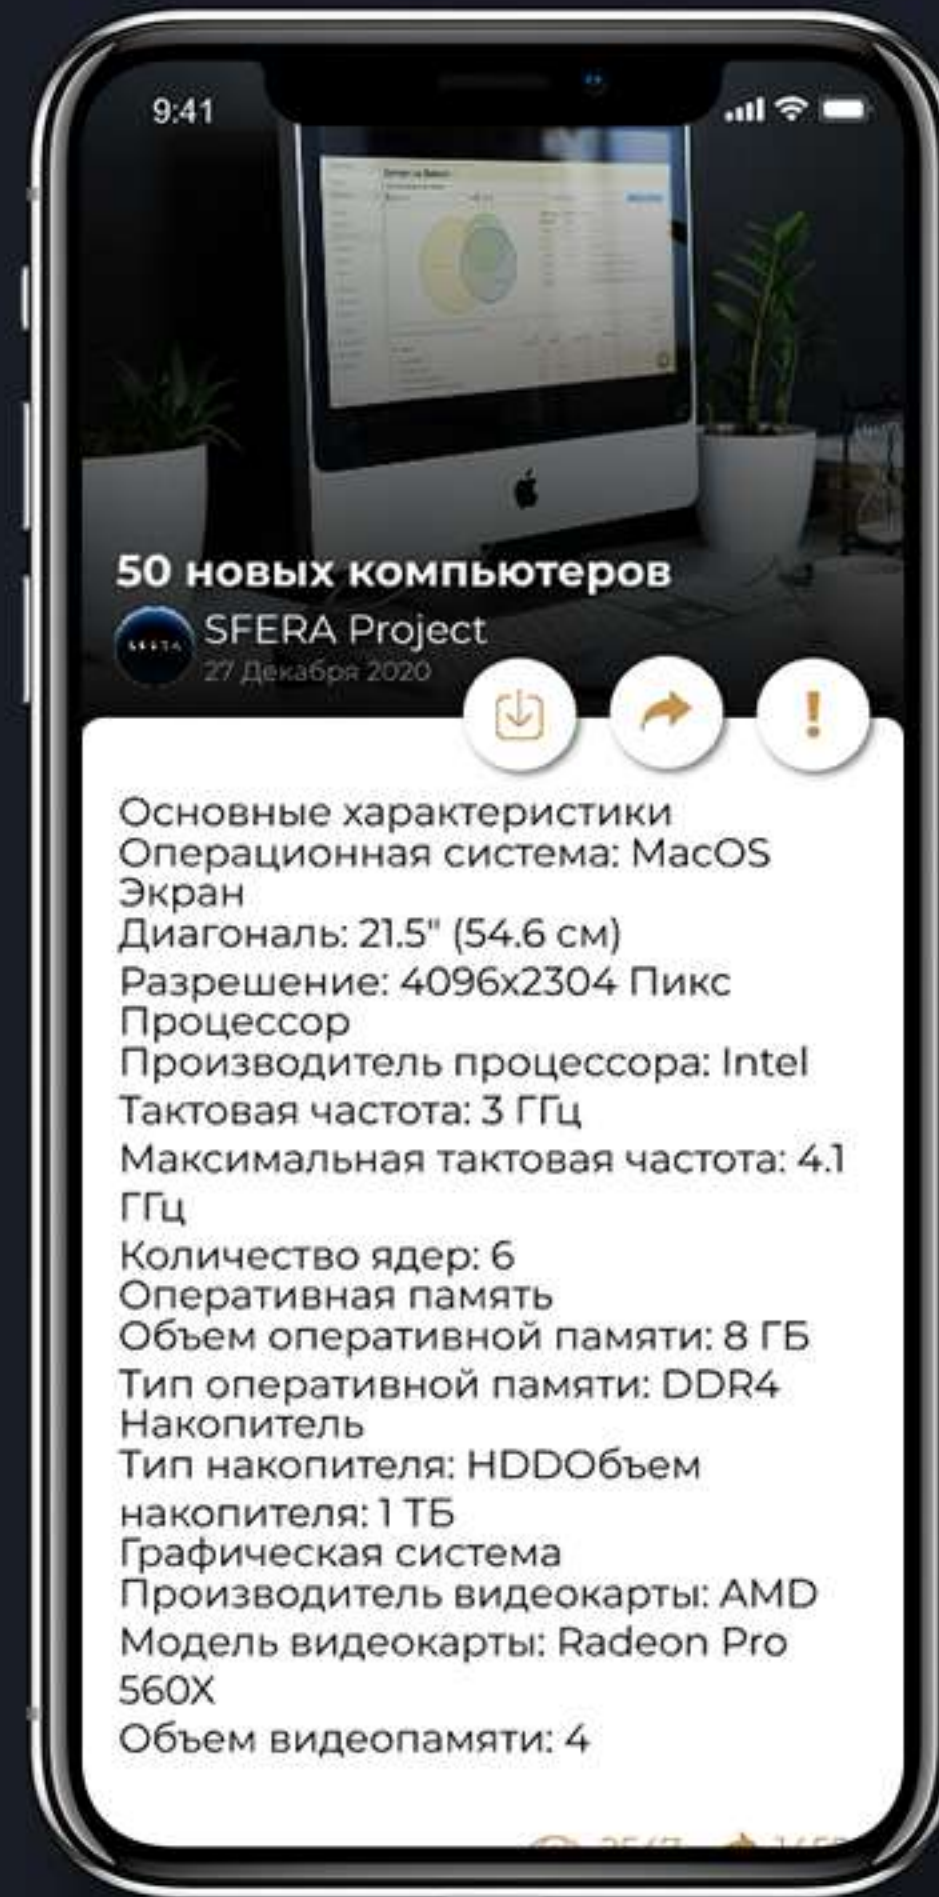 9:41
50 новых компьютеров
SFERA Project
27 Декабря 2020
Основные характеристики
Операционная система: MacOS
Экран
Диагональ: 21.5" (54.6 см)
Разрешение: 4096x2304 Пикс
Процессор
Производитель процессора: Intel
Тактовая частота: 3 ГГц
Максимальная тактовая частота: 4.1
ГГц
Количество ядер: 6
Оперативная память
Объем оперативной памяти: 8 ГБ
Тип оперативной памяти: DDR4
Накопитель
Тип накопителя: HDDОбъем
накопителя: 1 ТБ
Графическая система
Производитель видеокарты: AMD
Модель видеокарты: Radeon Pro
560X
Объем видеопамяти: 4